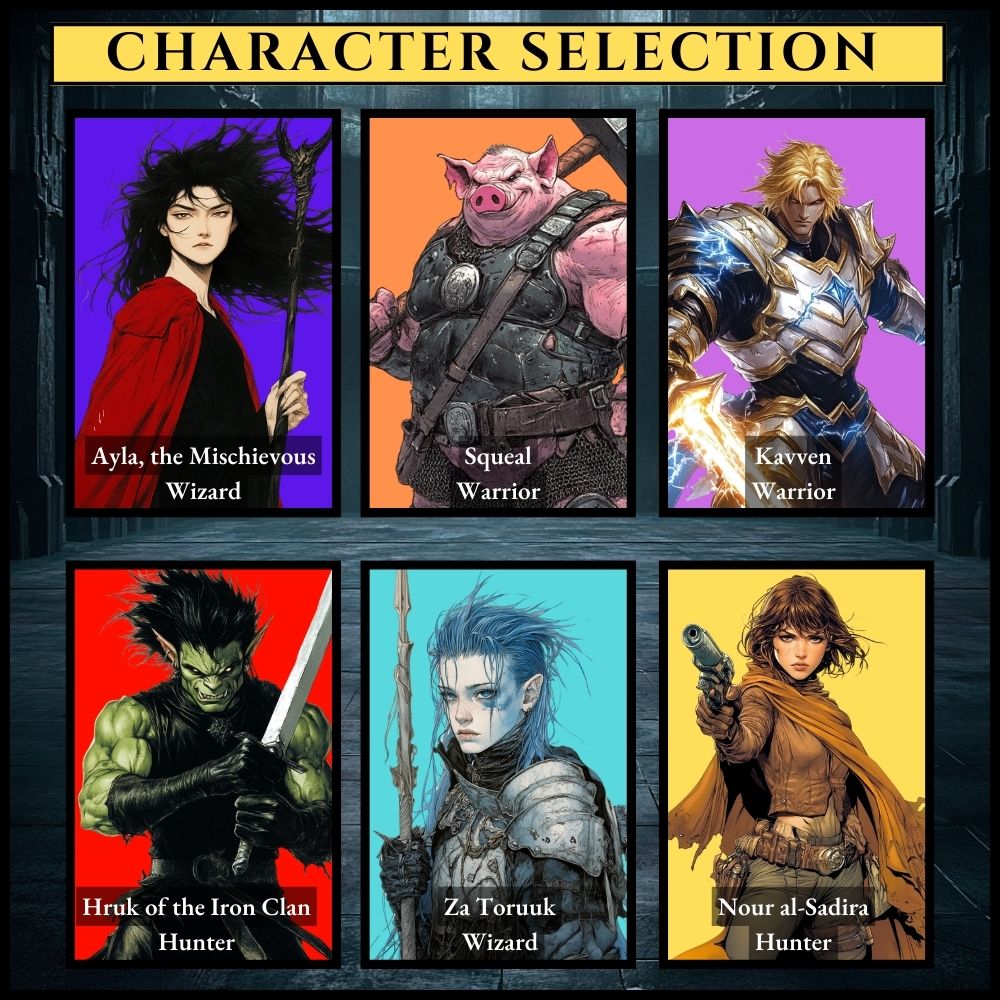 CHARACTER SELECTION
Ayla, the Mischievous
Wizard
Squeal
Warrior
Kavven
Warrior
Hruk of the Iron Clan
Hunter
Za Toruuk
Wizard
Nour al-Sadira
Hunter